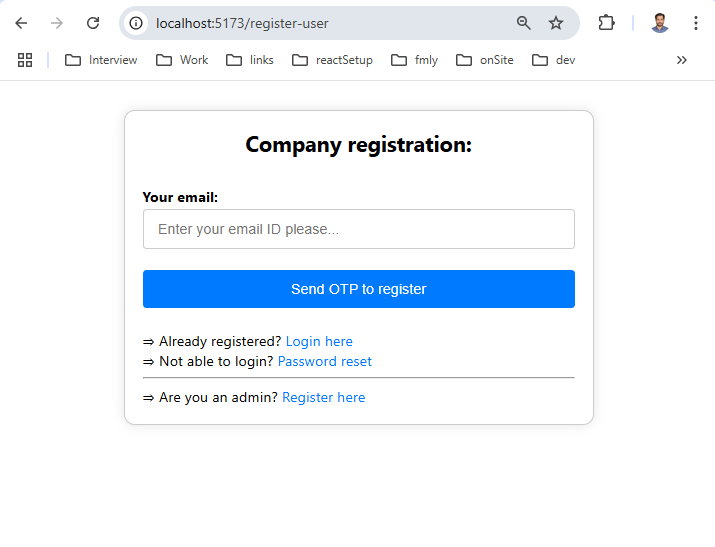 localhost:5173/register-user
Interview Work links reactSetup fmly onSite dev
Company registration:
Your email:
Enter your email ID please...
Send OTP to register
⇒ Already registered? Login here
⇒ Not able to login? Password reset
⇒ Are you an admin? Register here